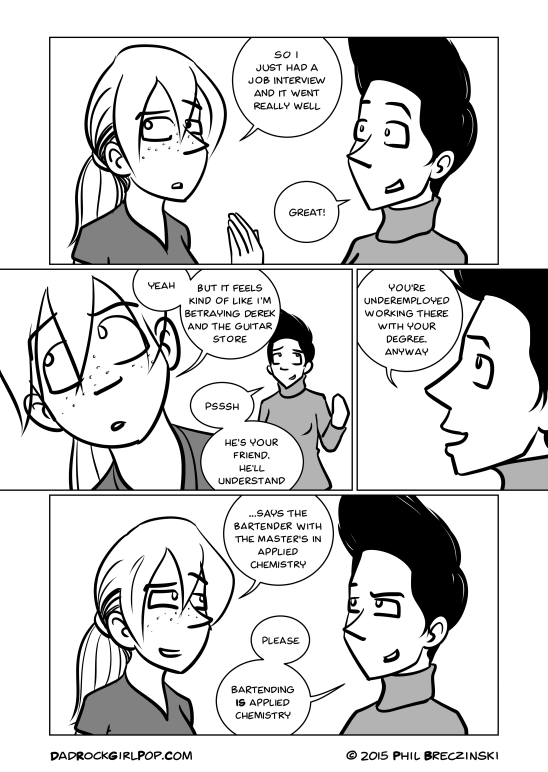 SO I
JUST HAD A
JOB INTERVIEW
AND IT WENT
REALLY WELL
GREAT!
YEAH
BUT IT FEELS
KIND OF LIKE I'M
BETRAYING DEREK
AND THE GUITAR
STORE
PSSSH
HE'S YOUR
FRIEND.
HE'LL
UNDERSTAND
YOU'RE
UNDEREMPLOYED
WORKING THERE
WITH YOUR
DEGREE.
ANYWAY
...SAYS THE
BARTENDER WITH
THE MASTER'S IN
APPLIED
CHEMISTRY
PLEASE
BARTENDING
IS APPLIED
CHEMISTRY
DADROCKGIRLPOP.COM
© 2015 PHIL BRECZINSKI